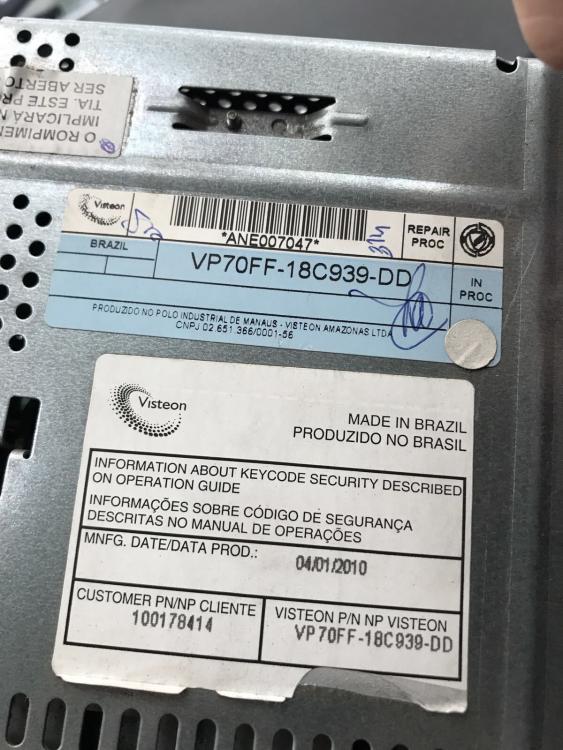 O ROMPIMEN
IMPLICARÁ N
TIA. ESTE PRO
SER ABERTO
Visteon
*ANE007047*
REPAIR
PROC
BRAZIL
VP70FF-18C939-DD
IN
PROC
PRODUZIDO NO POLO INDUSTRIAL DE MANAUS - VISTEON AMAZONAS LTDA
CNPJ 02.651.366/0001-56
Visteon
MADE IN BRAZIL
PRODUZIDO NO BRASIL
INFORMATION ABOUT KEYCODE SECURITY DESCRIBED
ON OPERATION GUIDE
INFORMAÇÕES SOBRE CÓDIGO DE SEGURANÇA
DESCRITAS NO MANUAL DE OPERAÇÕES
MNFG. DATE/DATA PROD.:
04/01/2010
CUSTOMER PN/NP CLIENTE
100178414
VISTEON P/N NP VISTEON
VP70FF-18C939-DD